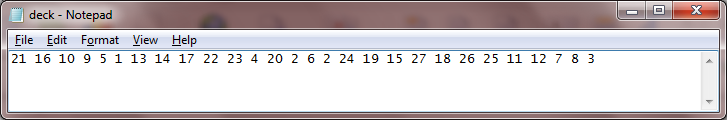 deck - Notepad
File Edit Format View Help
21 16 10 9 5 1 13 14 17 22 23 4 20 2 6 2 24 19 15 27 18 26 25 11 12 7 8 3